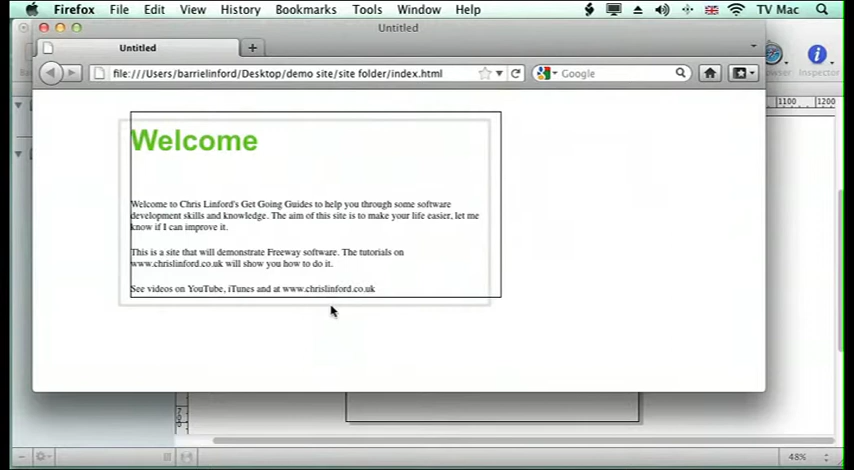 Firefox File Edit View History Bookmarks Tools Window Help TV Mac
Untitled
Untitled
file:///Users/barrielinford/Desktop/demo site/site folder/index.html
Google
Inspector
1100 1200
Welcome
Welcome to Chris Linford's Get Going Guides to help you through some software
development skills and knowledge. The aim of this site is to make your life easier, let me
know if I can improve it.
This is a site that will demonstrate Freeway software. The tutorials on
www.chrislinford.co.uk will show you how to do it.
See videos on YouTube, iTunes and at www.chrislinford.co.uk
48%